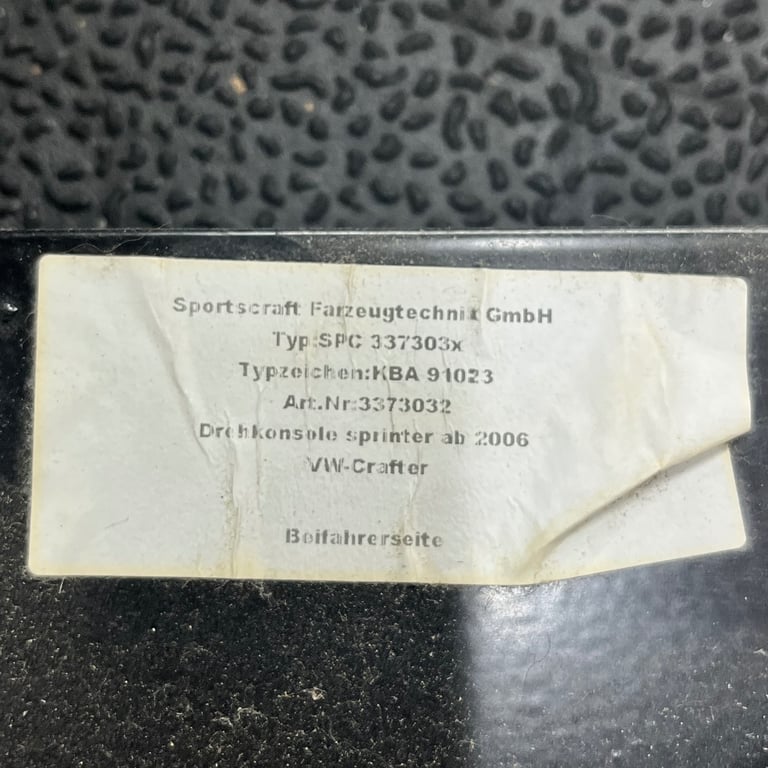 Sportscraft Farzeugtechnik GmbH
Typ:SPC 337303x
Typzeichen:KBA 91023
Art.Nr:3373032
Drehkonsole sprinter ab 2006
VW-Crafter
Beifahrerseite